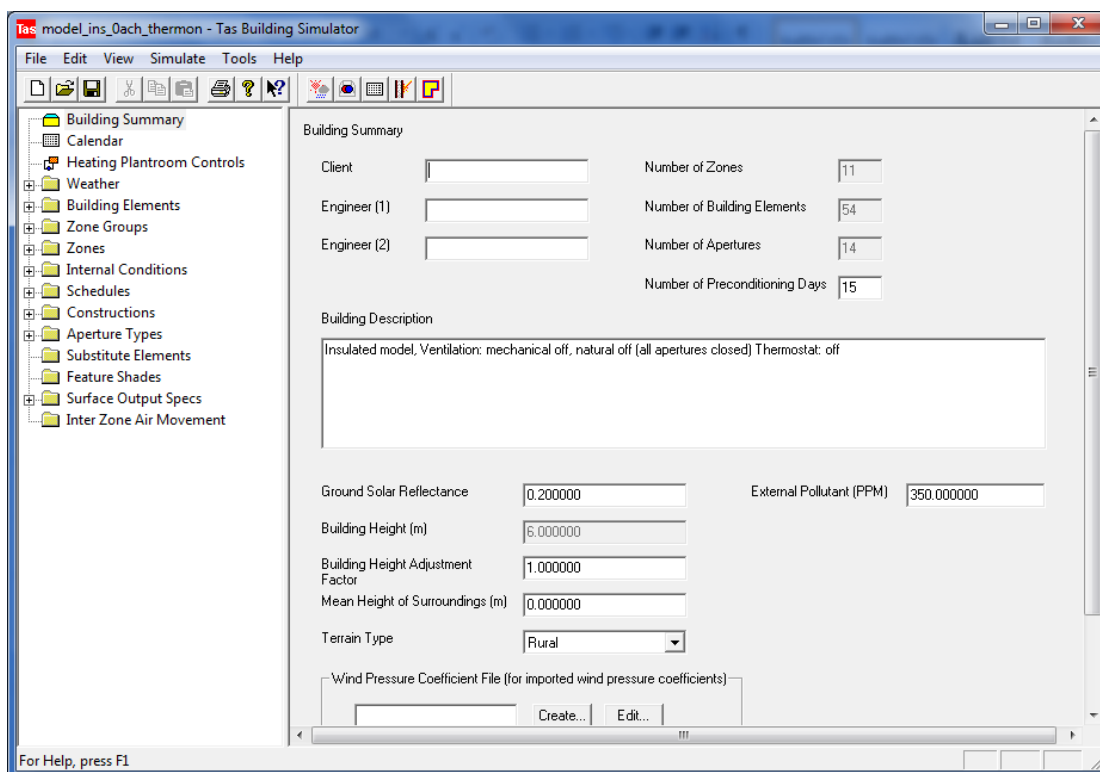 Tas model_ins_0ach_thermon - Tas Building Simulator
File Edit View Simulate Tools Help
Building Summary
Calendar
Heating Plantroom Controls
Weather
Building Elements
Zone Groups
Zones
Internal Conditions
Schedules
Constructions
Aperture Types
Substitute Elements
Feature Shades
Surface Output Specs
Inter Zone Air Movement
Building Summary
Client Number of Zones 11
Engineer (1) Number of Building Elements 54
Engineer (2) Number of Apertures 14
Number of Preconditioning Days 15
Building Description
Insulated model, Ventilation: mechanical off, natural off (all apertures closed) Thermostat: off
Ground Solar Reflectance 0.200000 External Pollutant (PPM) 350.000000
Building Height (m) 6.000000
Building Height Adjustment
Factor 1.000000
Mean Height of Surroundings (m) 0.000000
Terrain Type Rural
Wind Pressure Coefficient File (for imported wind pressure coefficients)
Create... Edit...
For Help, press F1